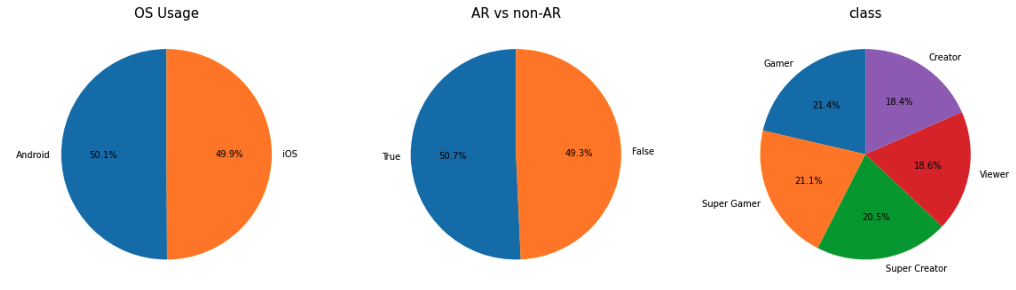 OS Usage
Android
50.1%
49.9%
iOS
AR vs non-AR
True
50.7%
49.3%
False
class
Gamer
21.4%
Super Gamer
21.1%
Super Creator
20.5%
Viewer
18.6%
Creator
18.4%